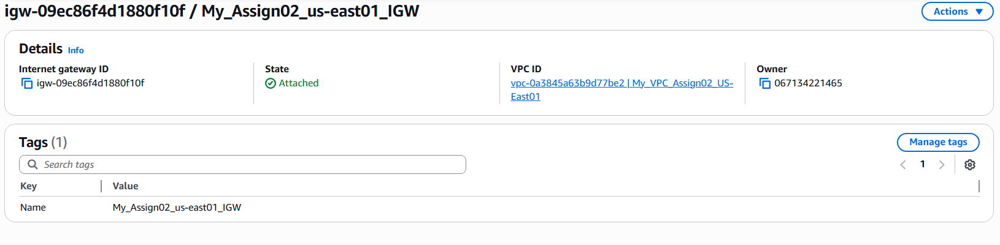 igw-09ec86f4d1880f10f / My_Assign02_us-east01_IGW
Actions
Details Info
Internet gateway ID
igw-09ec86f4d1880f10f
State
Attached
VPC ID
vpc-0a3845a63b9d77be2 | My_VPC_Assign02_US-
East01
Owner
067134221465
Tags (1)
Manage tags
Search tags
1
Key Value
Name My_Assign02_us-east01_IGW